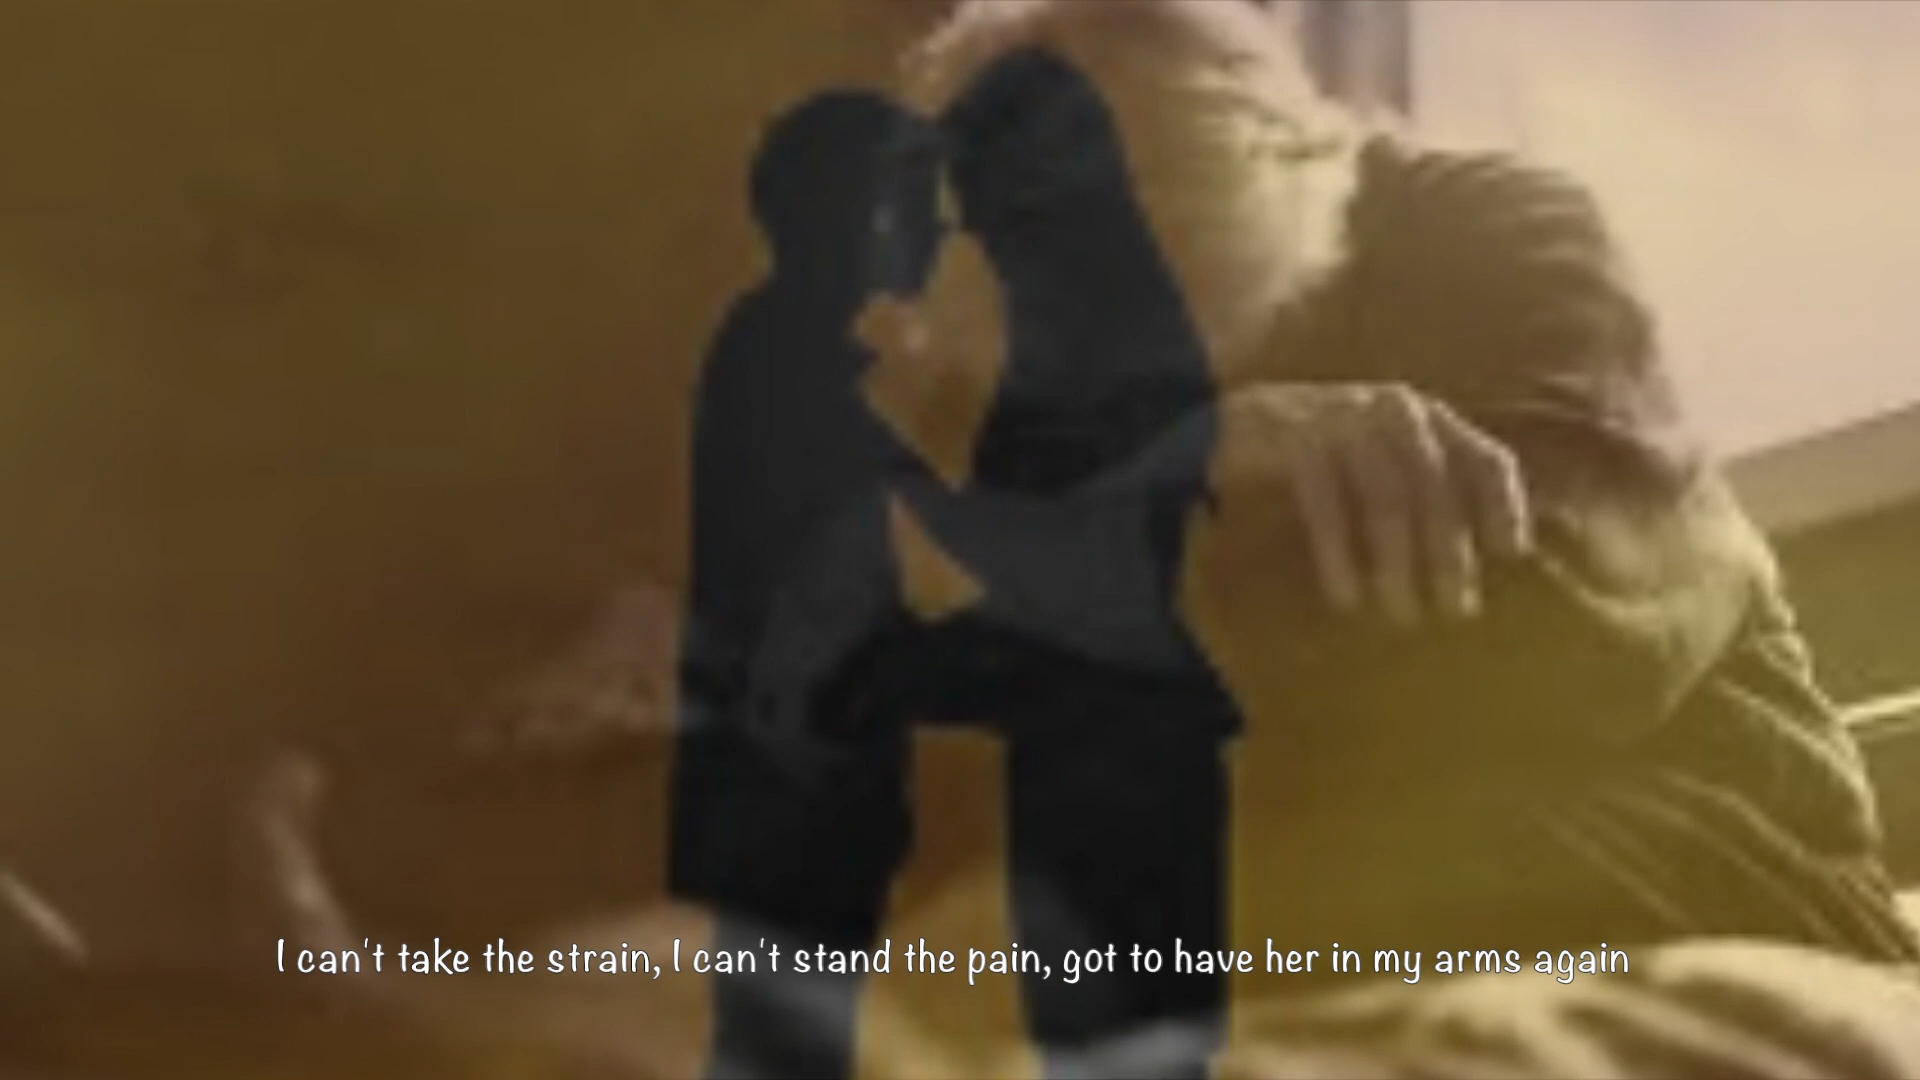 I can't take the strain, I can't stand the pain, got to have her in my arms again